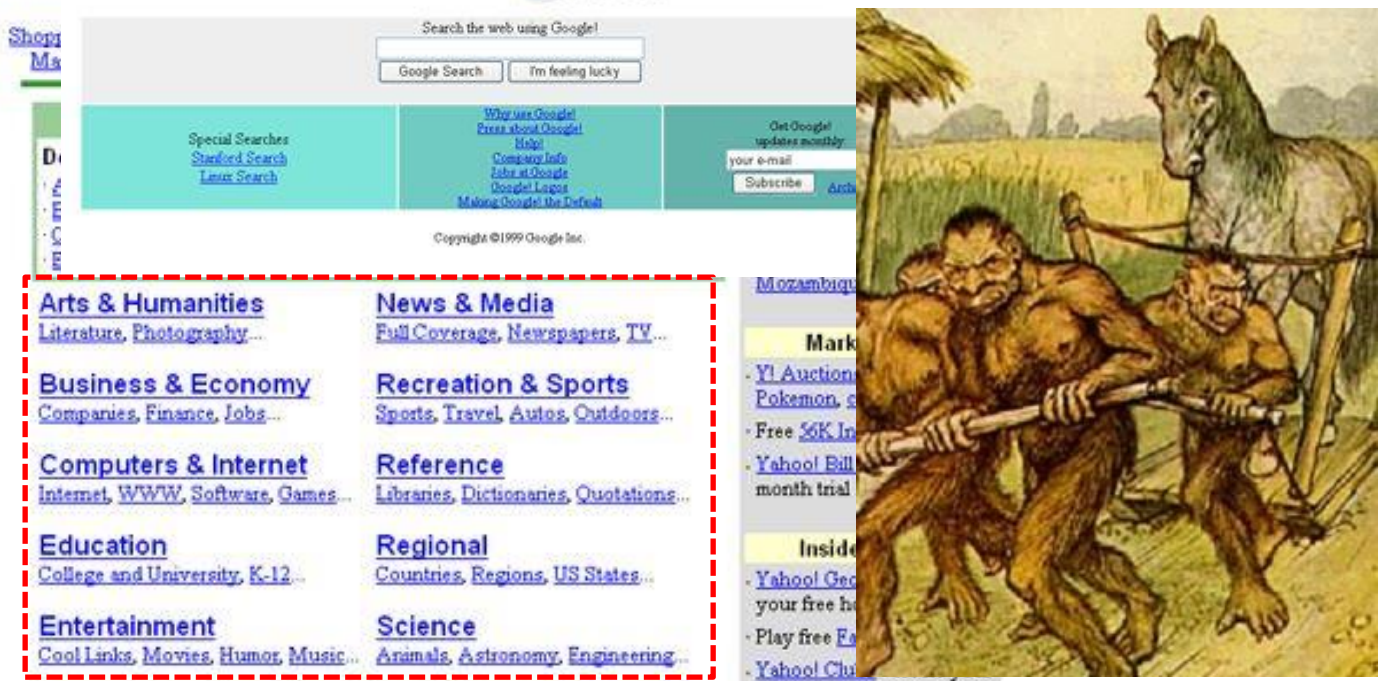 Search the web using Google!
Google Search I'm feeling lucky
Special Searches
Stanford Search
Linux Search
Why use Google!
Press about Google!
Help!
Company Info
Jobs at Google
Google! Logos
Making Google! the Default
Get Google!
updates monthly
your e-mail
Subscribe
Copyright ©1999 Google Inc.
Arts & Humanities
Literature, Photography...
Business & Economy
Companies, Finance, Jobs...
Computers & Internet
Internet, WWW, Software, Games...
Education
College and University, K-12...
Entertainment
Cool Links, Movies, Humor, Music...
News & Media
Full Coverage, Newspapers, TV...
Recreation & Sports
Sports, Travel, Autos, Outdoors...
Reference
Libraries, Dictionaries, Quotations...
Regional
Countries, Regions, US States...
Science
Animals, Astronomy, Engineering...
· Y! Auction
Pokemon,
· Free 56K In
· Yahoo! Bill
month trial
Inside
· Yahoo! Geo
your free h
· Play free Fa
· Yahoo! Clu